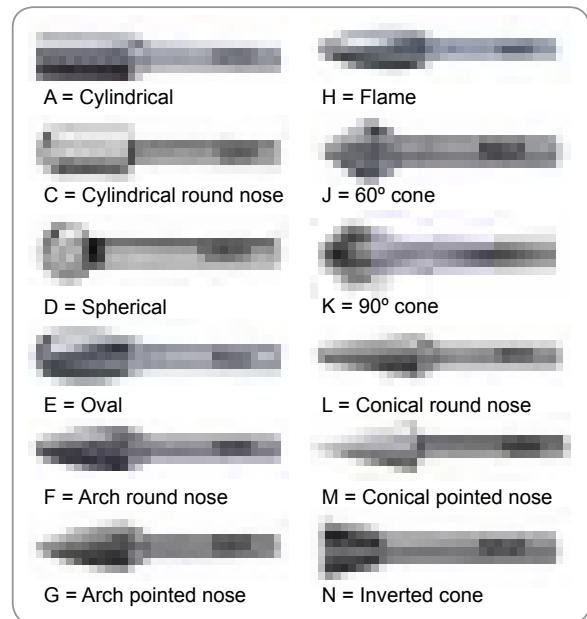 A = Cylindrical
H = Flame
C = Cylindrical round nose
J = 60º cone
D = Spherical
K = 90º cone
E = Oval
L = Conical round nose
F = Arch round nose
M = Conical pointed nose
G = Arch pointed nose
N = Inverted cone